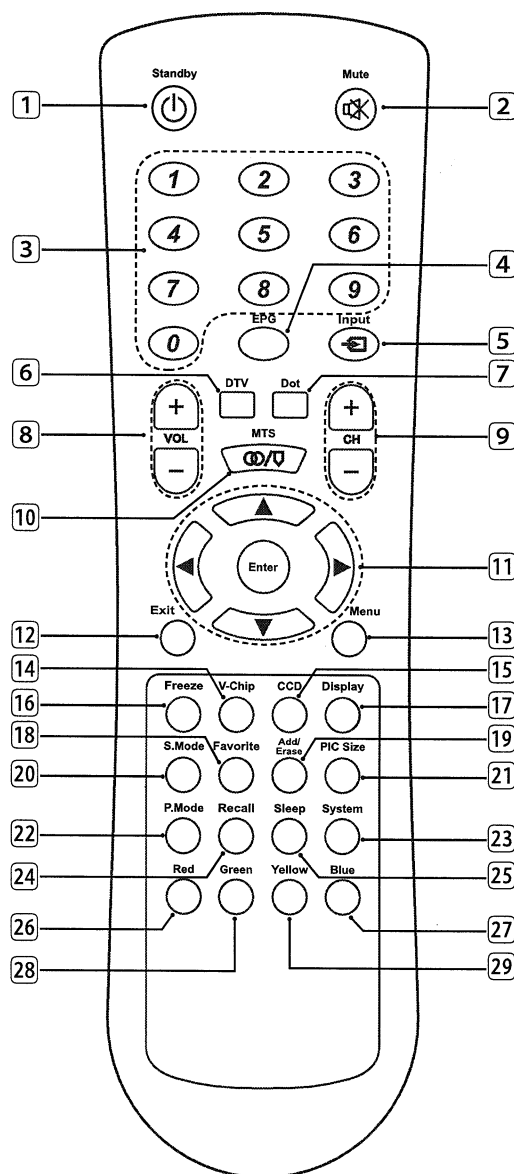 Standby Mute
1 2
1 2 3
3 4 5 6 4
7 8 9
EPG Input
0 5
6 DTV Dot 7
+ +
8 VOL CH 9
MTS
- -
10
Enter 11
Exit Menu
12 13
14 15
Freeze V-Chip CCD Display
16 17
18 Add/ 19
S.Mode Favorite Erase PIC Size
20 21
P.Mode Recall Sleep System
22 23
24 25
Red Green Yellow Blue
26 27
28 29